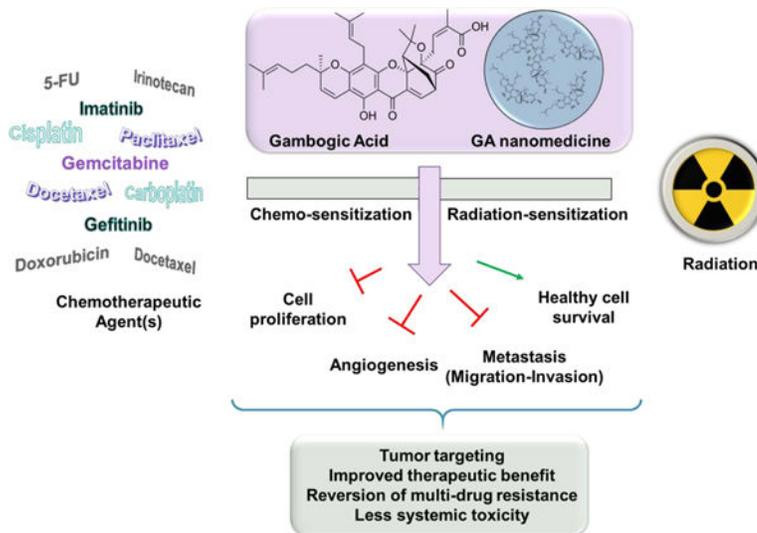 5-FU
Irinotecan
Imatinib
Cisplatin
Paclitaxel
Gemcitabine
Docetaxel
Carboplatin
Gefitinib
Doxorubicin
Docetaxel
Chemotherapeutic
Agent(s)
O
O
OH
O
O
O
OH
O
Gambogic Acid
GA nanomedicine
Chemo-sensitization
Radiation-sensitization
Radiation
Cell
proliferation
Angiogenesis
Metastasis
(Migration-Invasion)
Healthy cell
survival
Tumor targeting
Improved therapeutic benefit
Reversion of multi-drug resistance
Less systemic toxicity